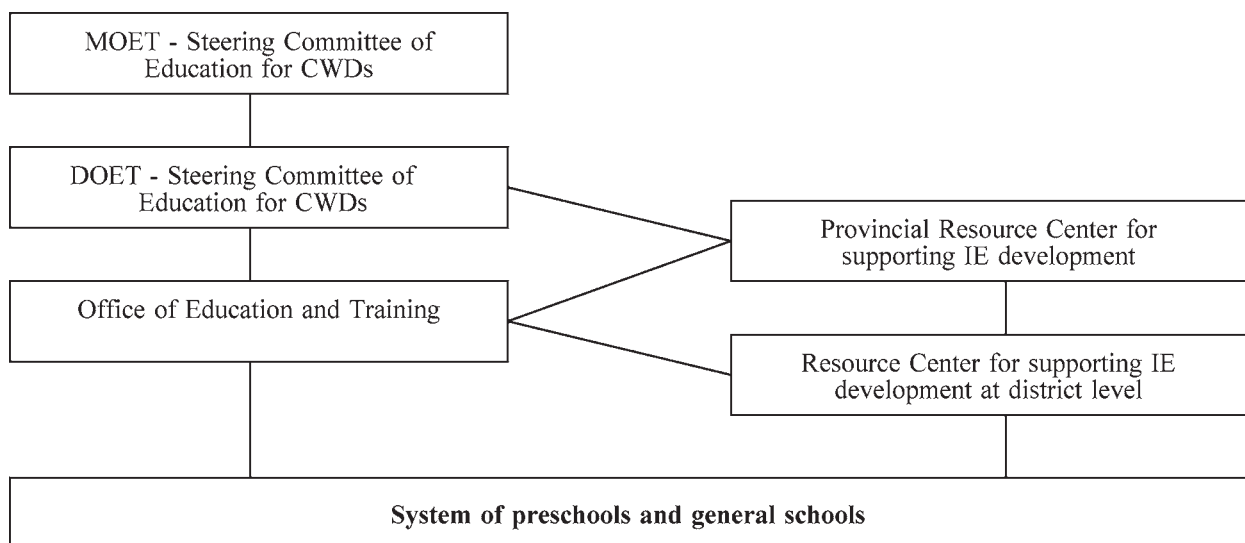 MOET - Steering Committee of
Education for CWDs
DOET - Steering Committee of
Education for CWDs
Provincial Resource Center for
supporting IE development
Office of Education and Training
Resource Center for supporting IE
development at district level
System of preschools and general schools